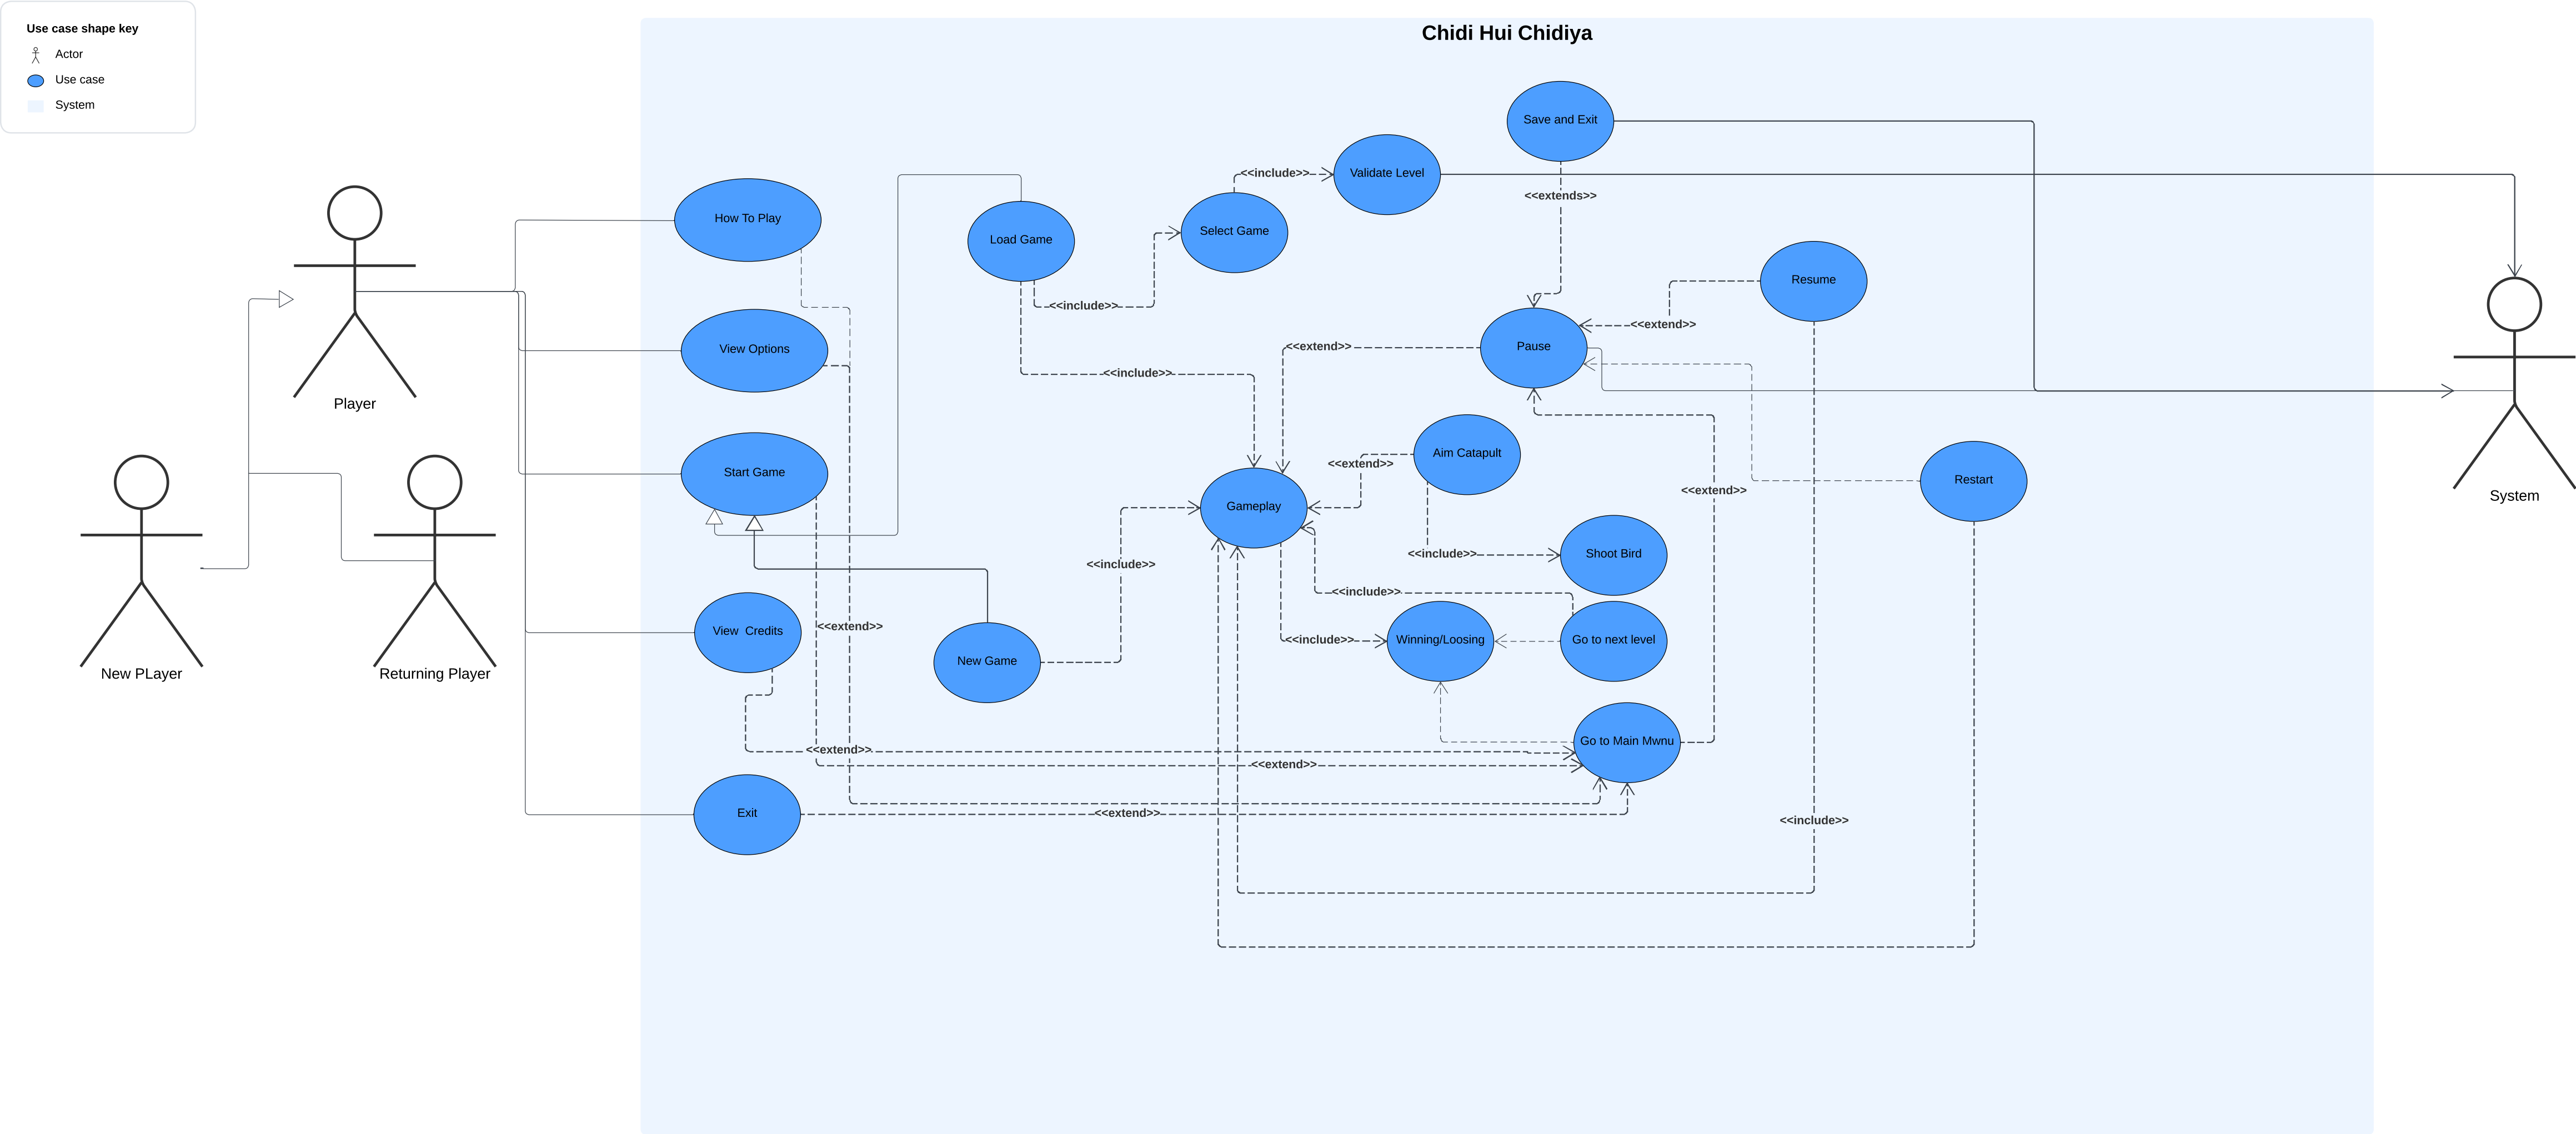 Use case shape key
Actor
Use case
System
Chidi Hui Chidiya
Save and Exit
<<include>>
Validate Level
<<extends>>
How To Play
Load Game
Select Game
Resume
<<include>>
<<extend>>
View Options
<<extend>>
Pause
<<include>>
Player
Aim Catapult
<<extend>>
Start Game
Restart
<<extend>>
System
Gameplay
<<include>>
Shoot Bird
<<include>>
<<include>>
<<extend>>
View  Credits
<<include>>
Winning/Loosing
Go to next level
New Game
New PLayer
Returning Player
Go to Main Mwnu
<<extend>>
<<extend>>
Exit
<<extend>>
<<include>>